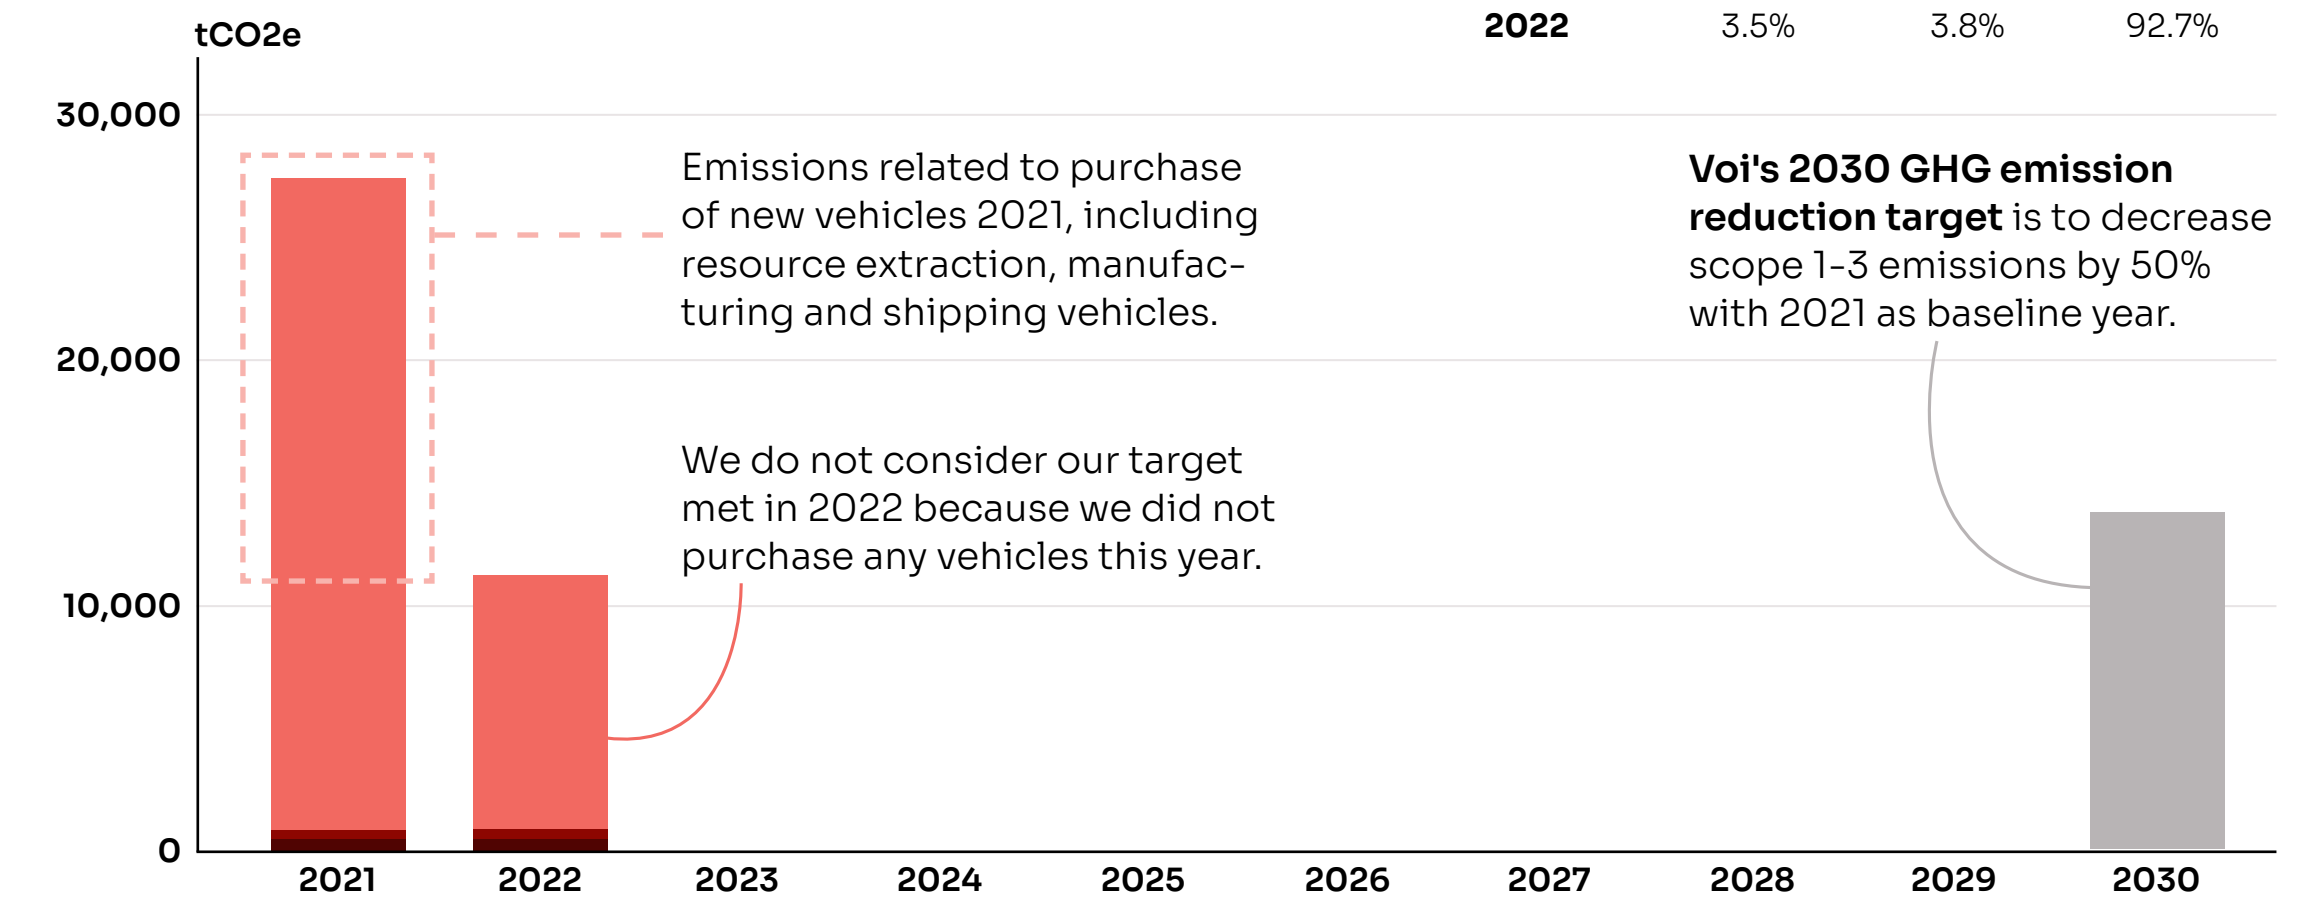 tCO2e
2022 3.5% 3.8% 92.7%
30,000
20,000
10,000
0
Emissions related to purchase
of new vehicles 2021, including
resource extraction, manufac-
turing and shipping vehicles.
We do not consider our target
met in 2022 because we did not
purchase any vehicles this year.
Voi's 2030 GHG emission
reduction target is to decrease
scope 1-3 emissions by 50%
with 2021 as baseline year.
2021 2022 2023 2024 2025 2026 2027 2028 2029 2030